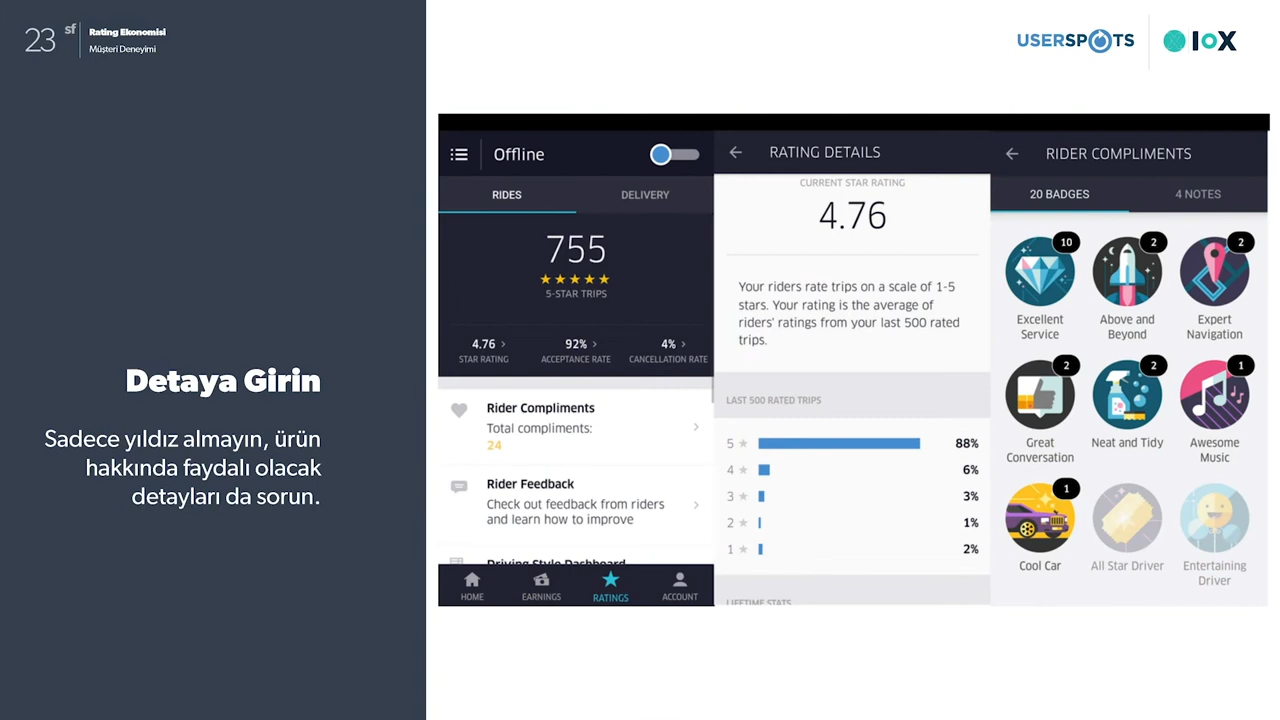 23
sf
Rating Ekonomisi
Müşteri Deneyimi
USERSPOTS
IoX
Detaya Girin
Sadece yıldız almayın, ürün
hakkında faydalı olacak
detayları da sorun.
Offline
RIDES
DELIVERY
755
5-STAR TRIPS
4.76 >
STAR RATING
92% >
ACCEPTANCE RATE
4% >
CANCELLATION RATE
Rider Compliments
Total compliments:
24
Rider Feedback
Check out feedback from riders
and learn how to improve
Driving Style Dashboard
HOME
EARNINGS
RATINGS
ACCOUNT
RATING DETAILS
CURRENT STAR RATING
4.76
Your riders rate trips on a scale of 1-5
stars. Your rating is the average of
riders' ratings from your last 500 rated
trips.
LAST 500 RATED TRIPS
5 ★ 88%
4 ★ 6%
3 ★ 3%
2 ★ 1%
1 ★ 2%
LIFETIME STATS
RIDER COMPLIMENTS
20 BADGES
4 NOTES
10
Excellent
Service
2
Above and
Beyond
2
Expert
Navigation
2
Great
Conversation
2
Neat and Tidy
1
Awesome
Music
1
Cool Car
All Star Driver
Entertaining
Driver